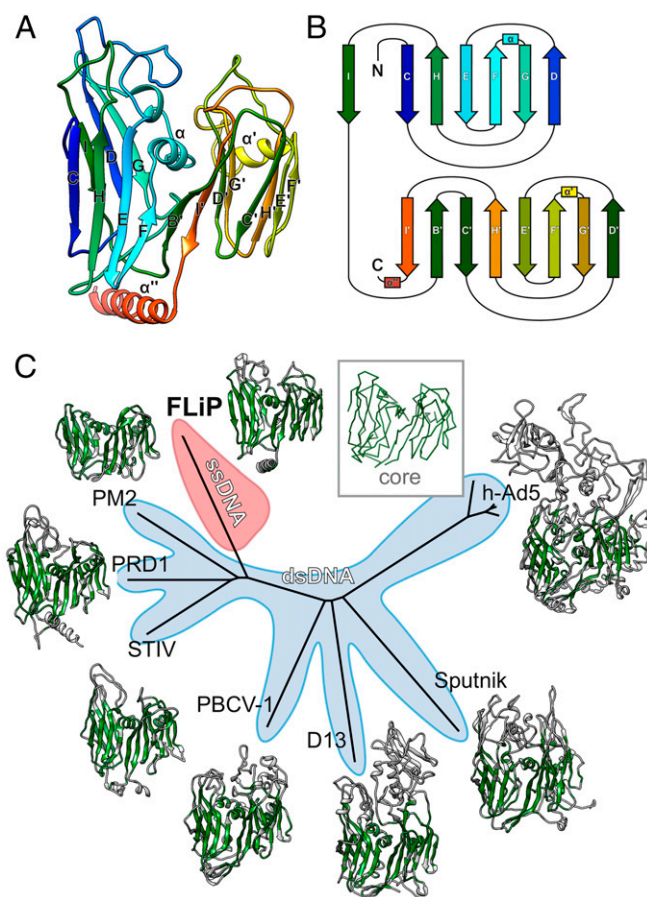 A
α
α'
I
D
G
C
H'
E
F
B'
I'
D'
G'
C'
H'
E'
F'
α''
B
N
α
I
C
H
E
F
G
D
α'
I'
B'
C'
H'
E'
F'
G'
D'
C
α''
C
FLiP
ssDNA
core
h-Ad5
PM2
dsDNA
PRD1
STIV
Sputnik
PBCV-1
D13